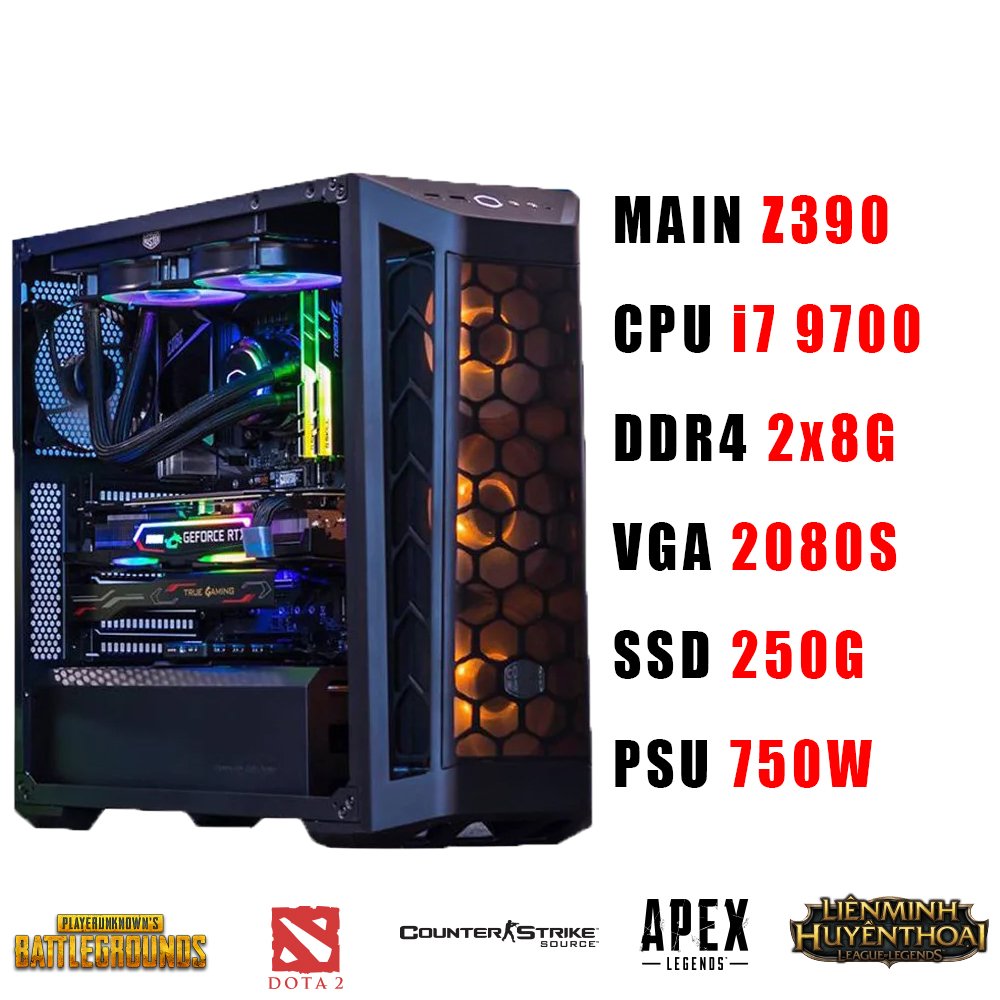 MAIN Z390
CPU i7 9700
DDR4 2x8G
VGA 2080S
SSD 250G
PSU 750W
GEFORCE RTX
TRUE GAMING
PLAYERUNKNOWN'S
BATTLEGROUNDS
DOTA 2
COUNTER STRIKE
SOURCE
APEX
LEGENDS
LIÊN MINH
HUYỀN THOẠI
LEAGUE of LEGENDS